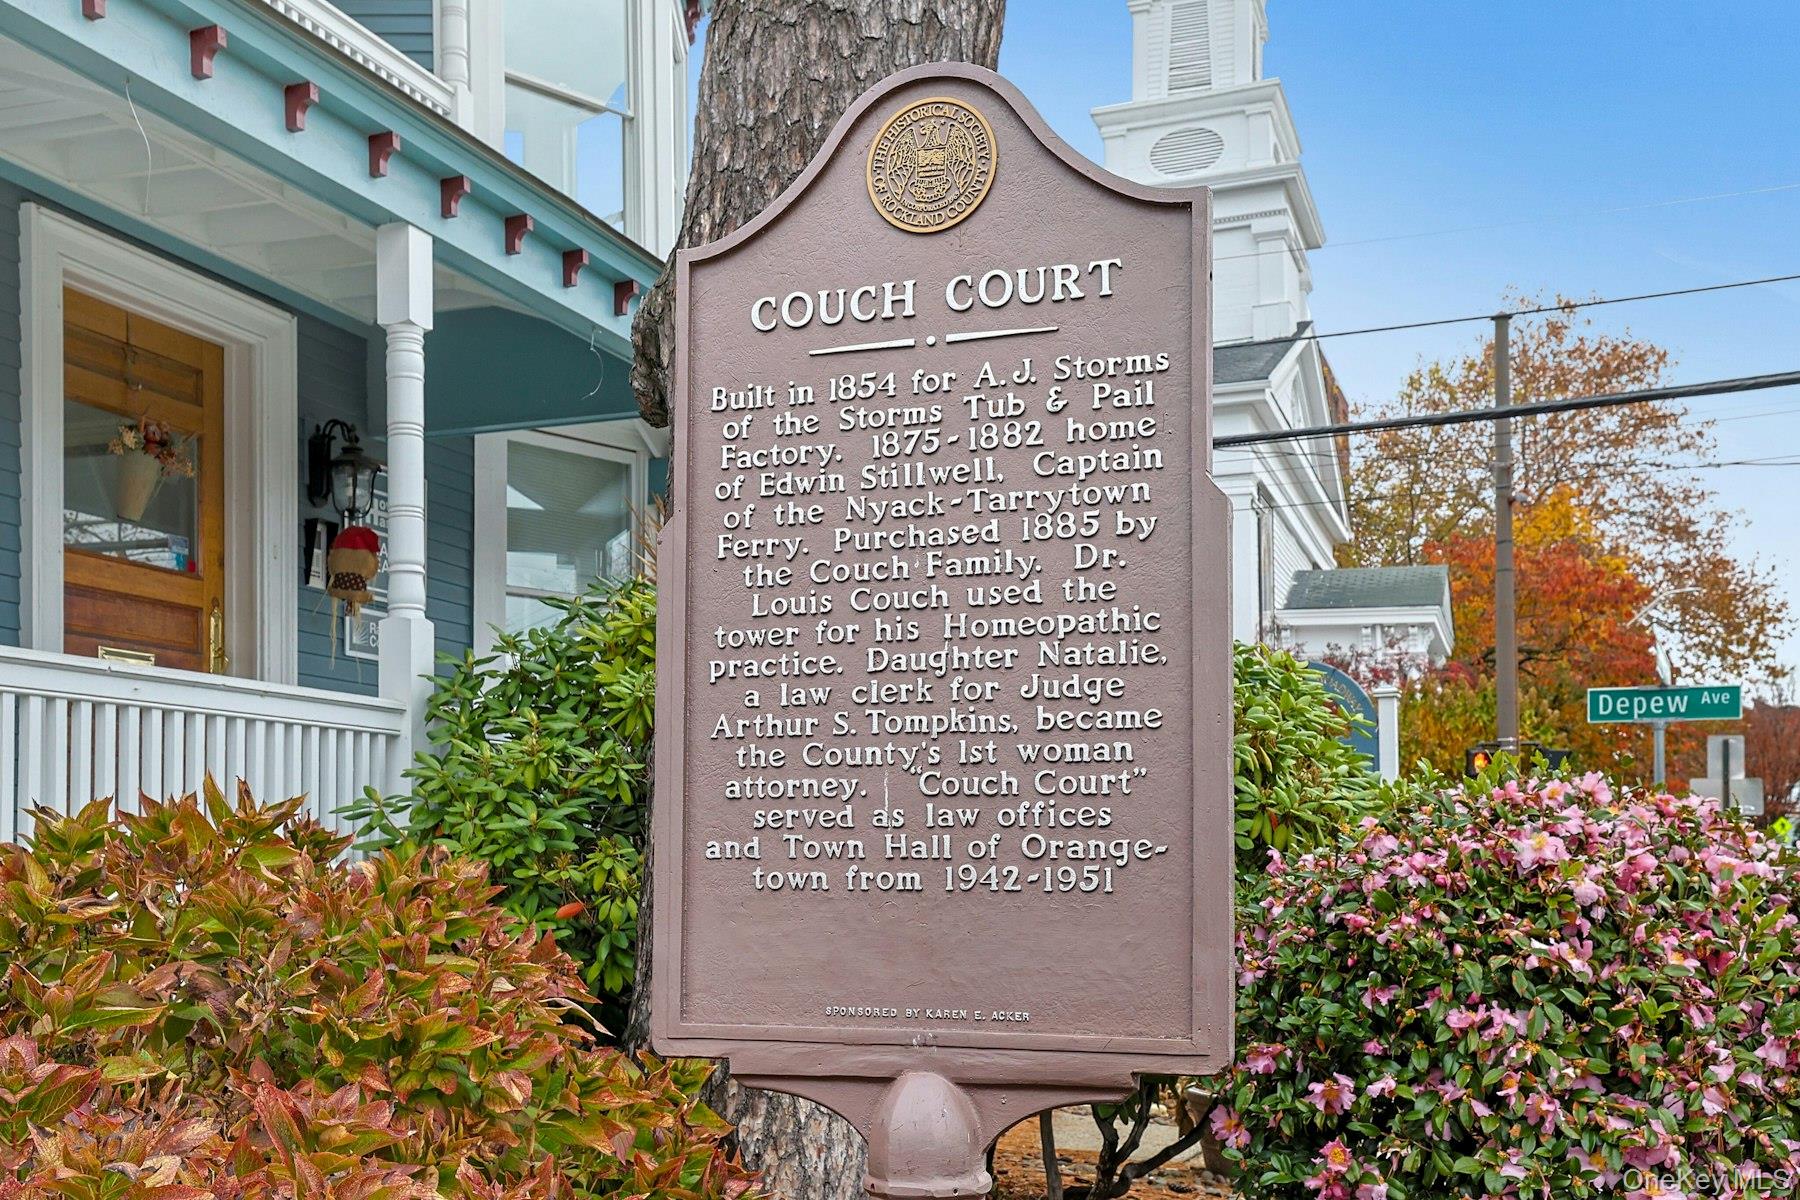 THE HISTORICAL SOCIETY
OF ROCKLAND COUNTY
INCORPORATED
COUCH COURT
Built in 1854 for A.J. Storms
of the Storms Tub & Pail
Factory. 1875-1882 home
of Edwin Stillwell, Captain
of the Nyack-Tarrytown
Ferry. Purchased 1885 by
the Couch Family. Dr.
Louis Couch used the
tower for his Homeopathic
practice. Daughter Natalie,
a law clerk for Judge
Arthur S. Tompkins, became
the County's 1st woman
attorney. "Couch Court"
served as law offices
and Town Hall of Orange-
town from 1942-1951
SPONSORED BY KAREN E. ACKER
Depew Ave
OneKey MLS